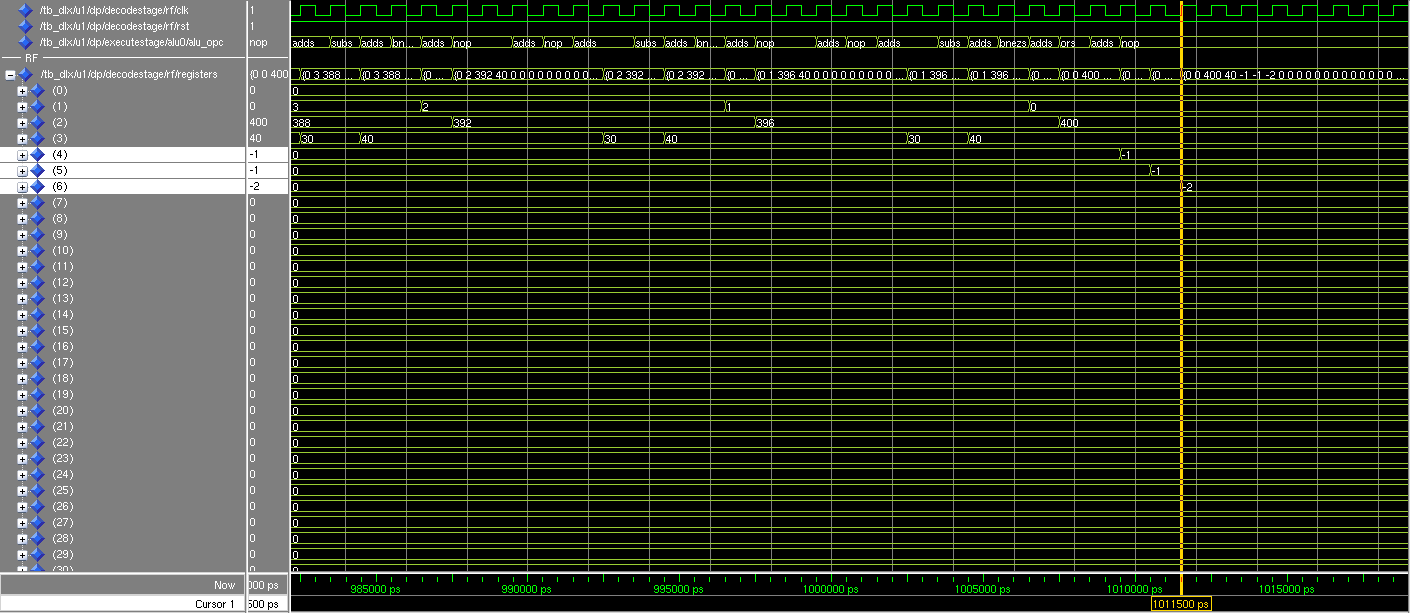 /tb_dlx/u1/dp/decodestage/rf/clk 1
/tb_dlx/u1/dp/decodestage/rf/rst 1
/tb_dlx/u1/dp/executestage/alu0/alu_opc nop adds subs adds bn... adds nop adds nop adds subs adds bn... adds nop adds nop adds subs adds bnezs adds ors adds nop
RF
/tb_dlx/u1/dp/decodestage/rf/registers {0 0 400 {0 3 388 ... {0 3 388 ... {0 ... {0 2 392 40 0 0 0 0 0 0 0 0 0 ... {0 2 392 ... {0 2 392 ... {0 ... {0 1 396 40 0 0 0 0 0 0 0 0 0 ... {0 1 396 ... {0 1 396 ... {0 ... {0 0 400 ... {0 ... {0 ... {0 0 400 40 -1 -1 -2 0 0 0 0 0 0 0 0 0 0 0 0 ...
(0) 0 0
(1) 0 3 2 1 0
(2) 400 388 392 396 400
(3) 40 30 40 30 40 30 40
(4) -1 0 -1
(5) -1 0 -1
(6) -2 0 -2
(7) 0 0
(8) 0 0
(9) 0 0
(10) 0 0
(11) 0 0
(12) 0 0
(13) 0 0
(14) 0 0
(15) 0 0
(16) 0 0
(17) 0 0
(18) 0 0
(19) 0 0
(20) 0 0
(21) 0 0
(22) 0 0
(23) 0 0
(24) 0 0
(25) 0 0
(26) 0 0
(27) 0 0
(28) 0 0
(29) 0 0
(30) 0 0
Now 000 ps 985000 ps 990000 ps 995000 ps 1000000 ps 1005000 ps 1010000 ps 1015000 ps
Cursor 1 500 ps 1011500 ps